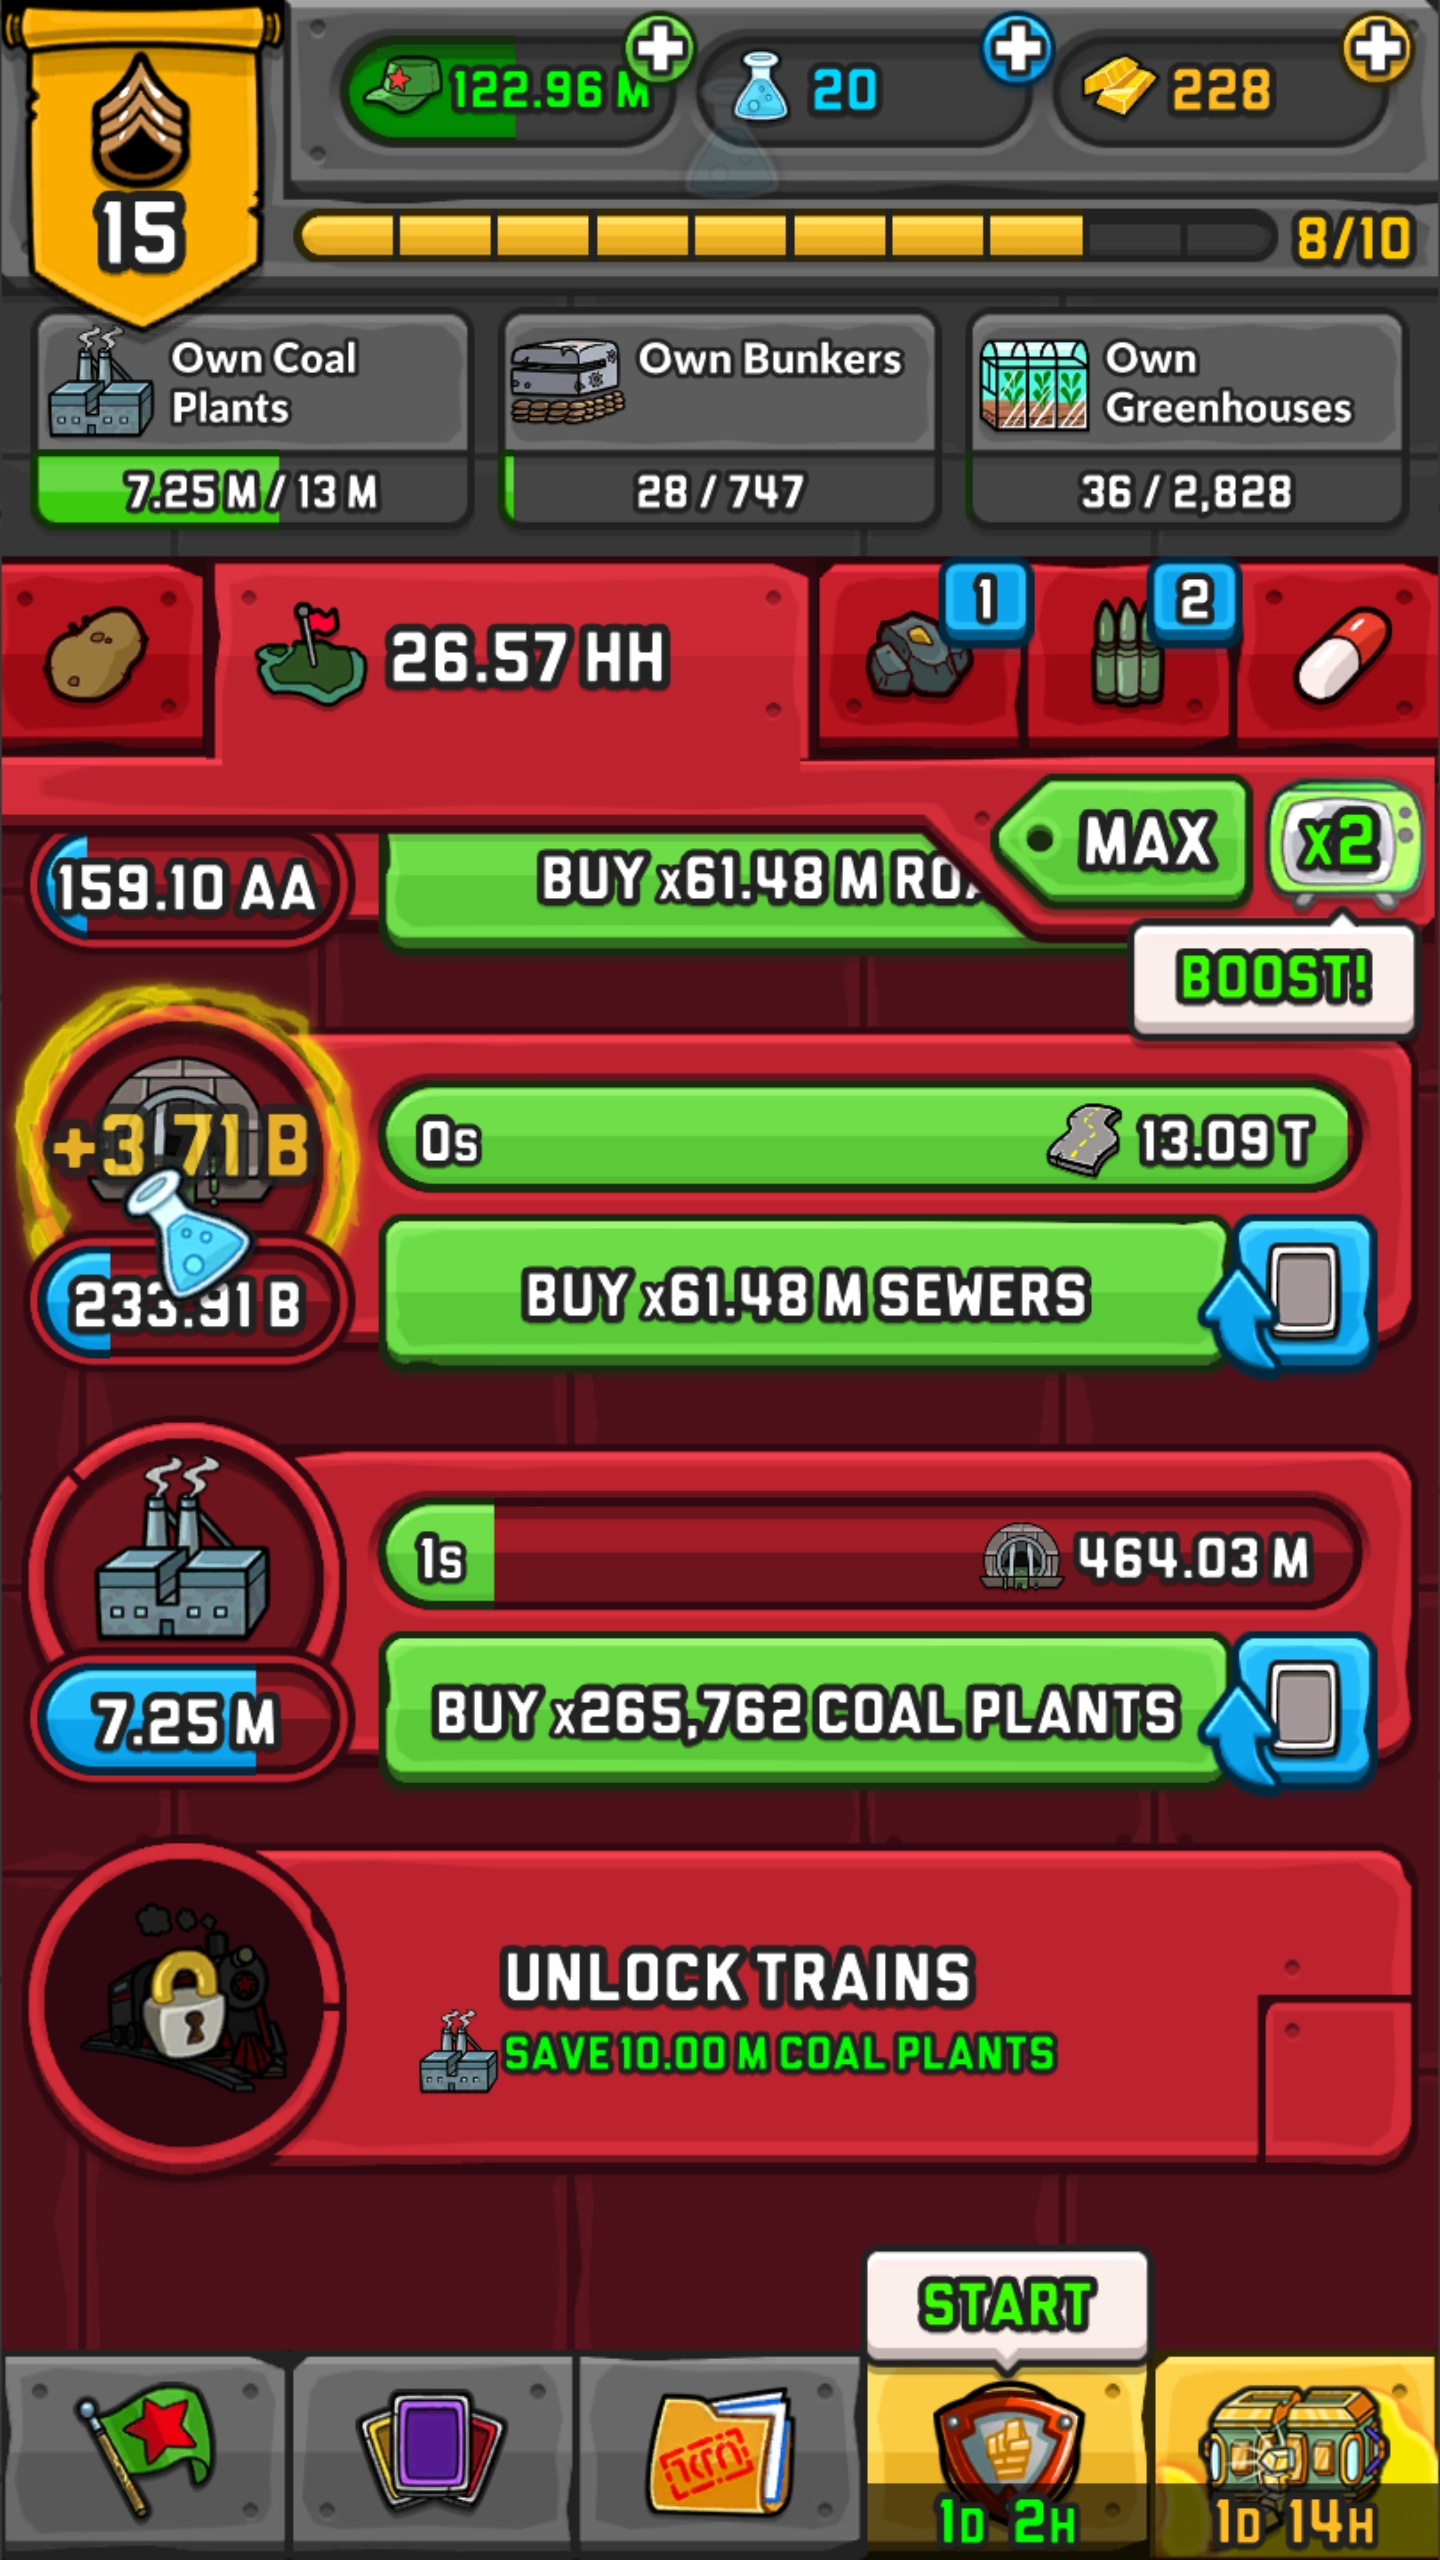 122.96 M
20
228
15
8/10
Own Coal
Plants
Own Bunkers
Own
Greenhouses
7.25 M / 13 M
28 / 747
36 / 2,828
1
2
26.57 HH
MAX
x2
159.10 AA
BUY x61.48 M
BOOST!
+3.71 B
0s
13.09 T
233.91 B
BUY x61.48 M SEWERS
1s
464.03 M
7.25 M
BUY x265,762 COAL PLANTS
UNLOCK TRAINS
SAVE 10.00 M COAL PLANTS
START
1D 2H
1D 14H